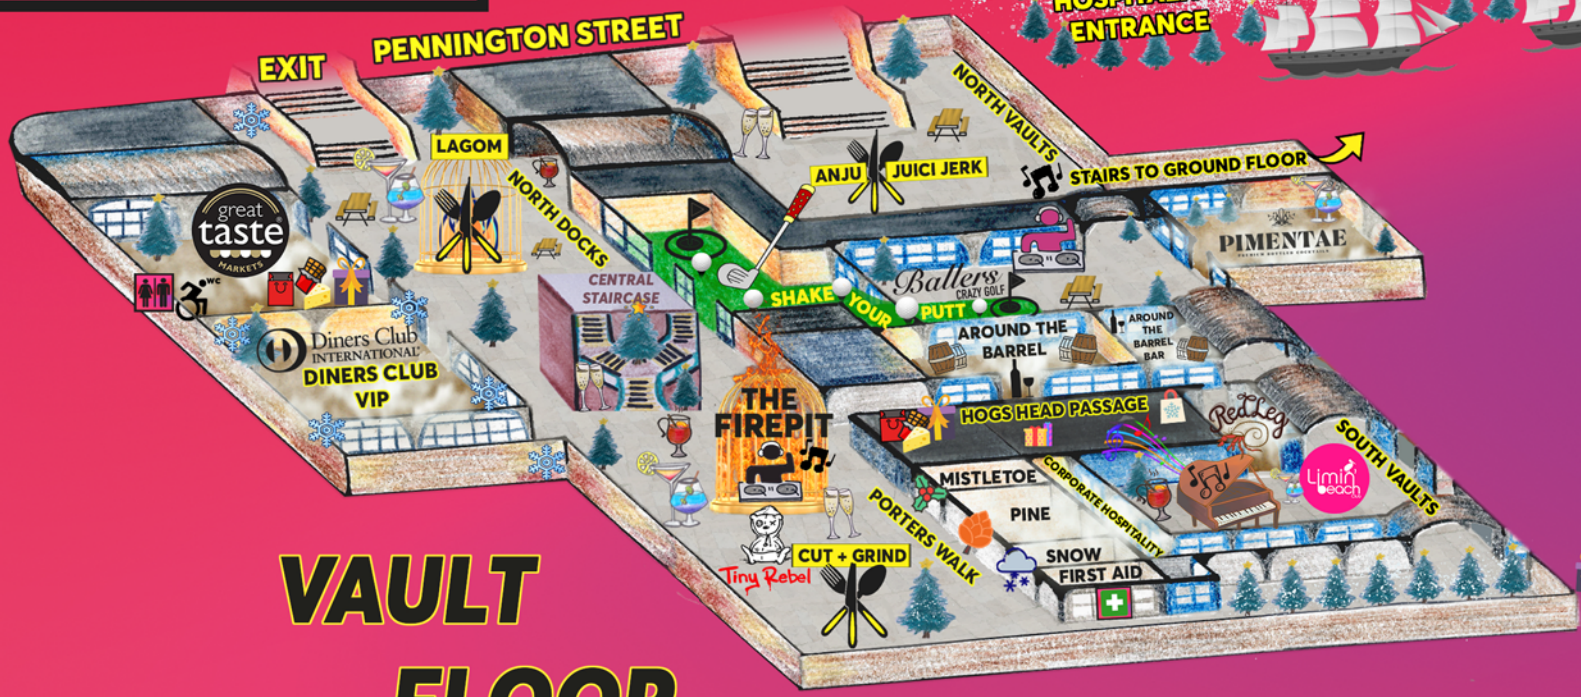 HOSPITALITY
ENTRANCE
PENNINGTON STREET
EXIT
NORTH VAULTS
LAGOM
ANJU
JUICI JERK
STAIRS TO GROUND FLOOR
NORTH DOCKS
great
taste
MARKETS
WC
PIMENTAE
CENTRAL
STAIRCASE
Ballers
CRAZY GOLF
SHAKE YOUR PUTT
Diners Club
INTERNATIONAL
DINERS CLUB
VIP
AROUND THE
BARREL
AROUND
THE
BARREL
BAR
THE
FIREPIT
HOGS HEAD PASSAGE
RedLeg
SOUTH VAULTS
Limin'
beach
MISTLETOE
CORPORATE HOSPITALITY
PINE
PORTERS WALK
SNOW
FIRST AID
CUT + GRIND
Tiny Rebel
VAULT
FLOOR